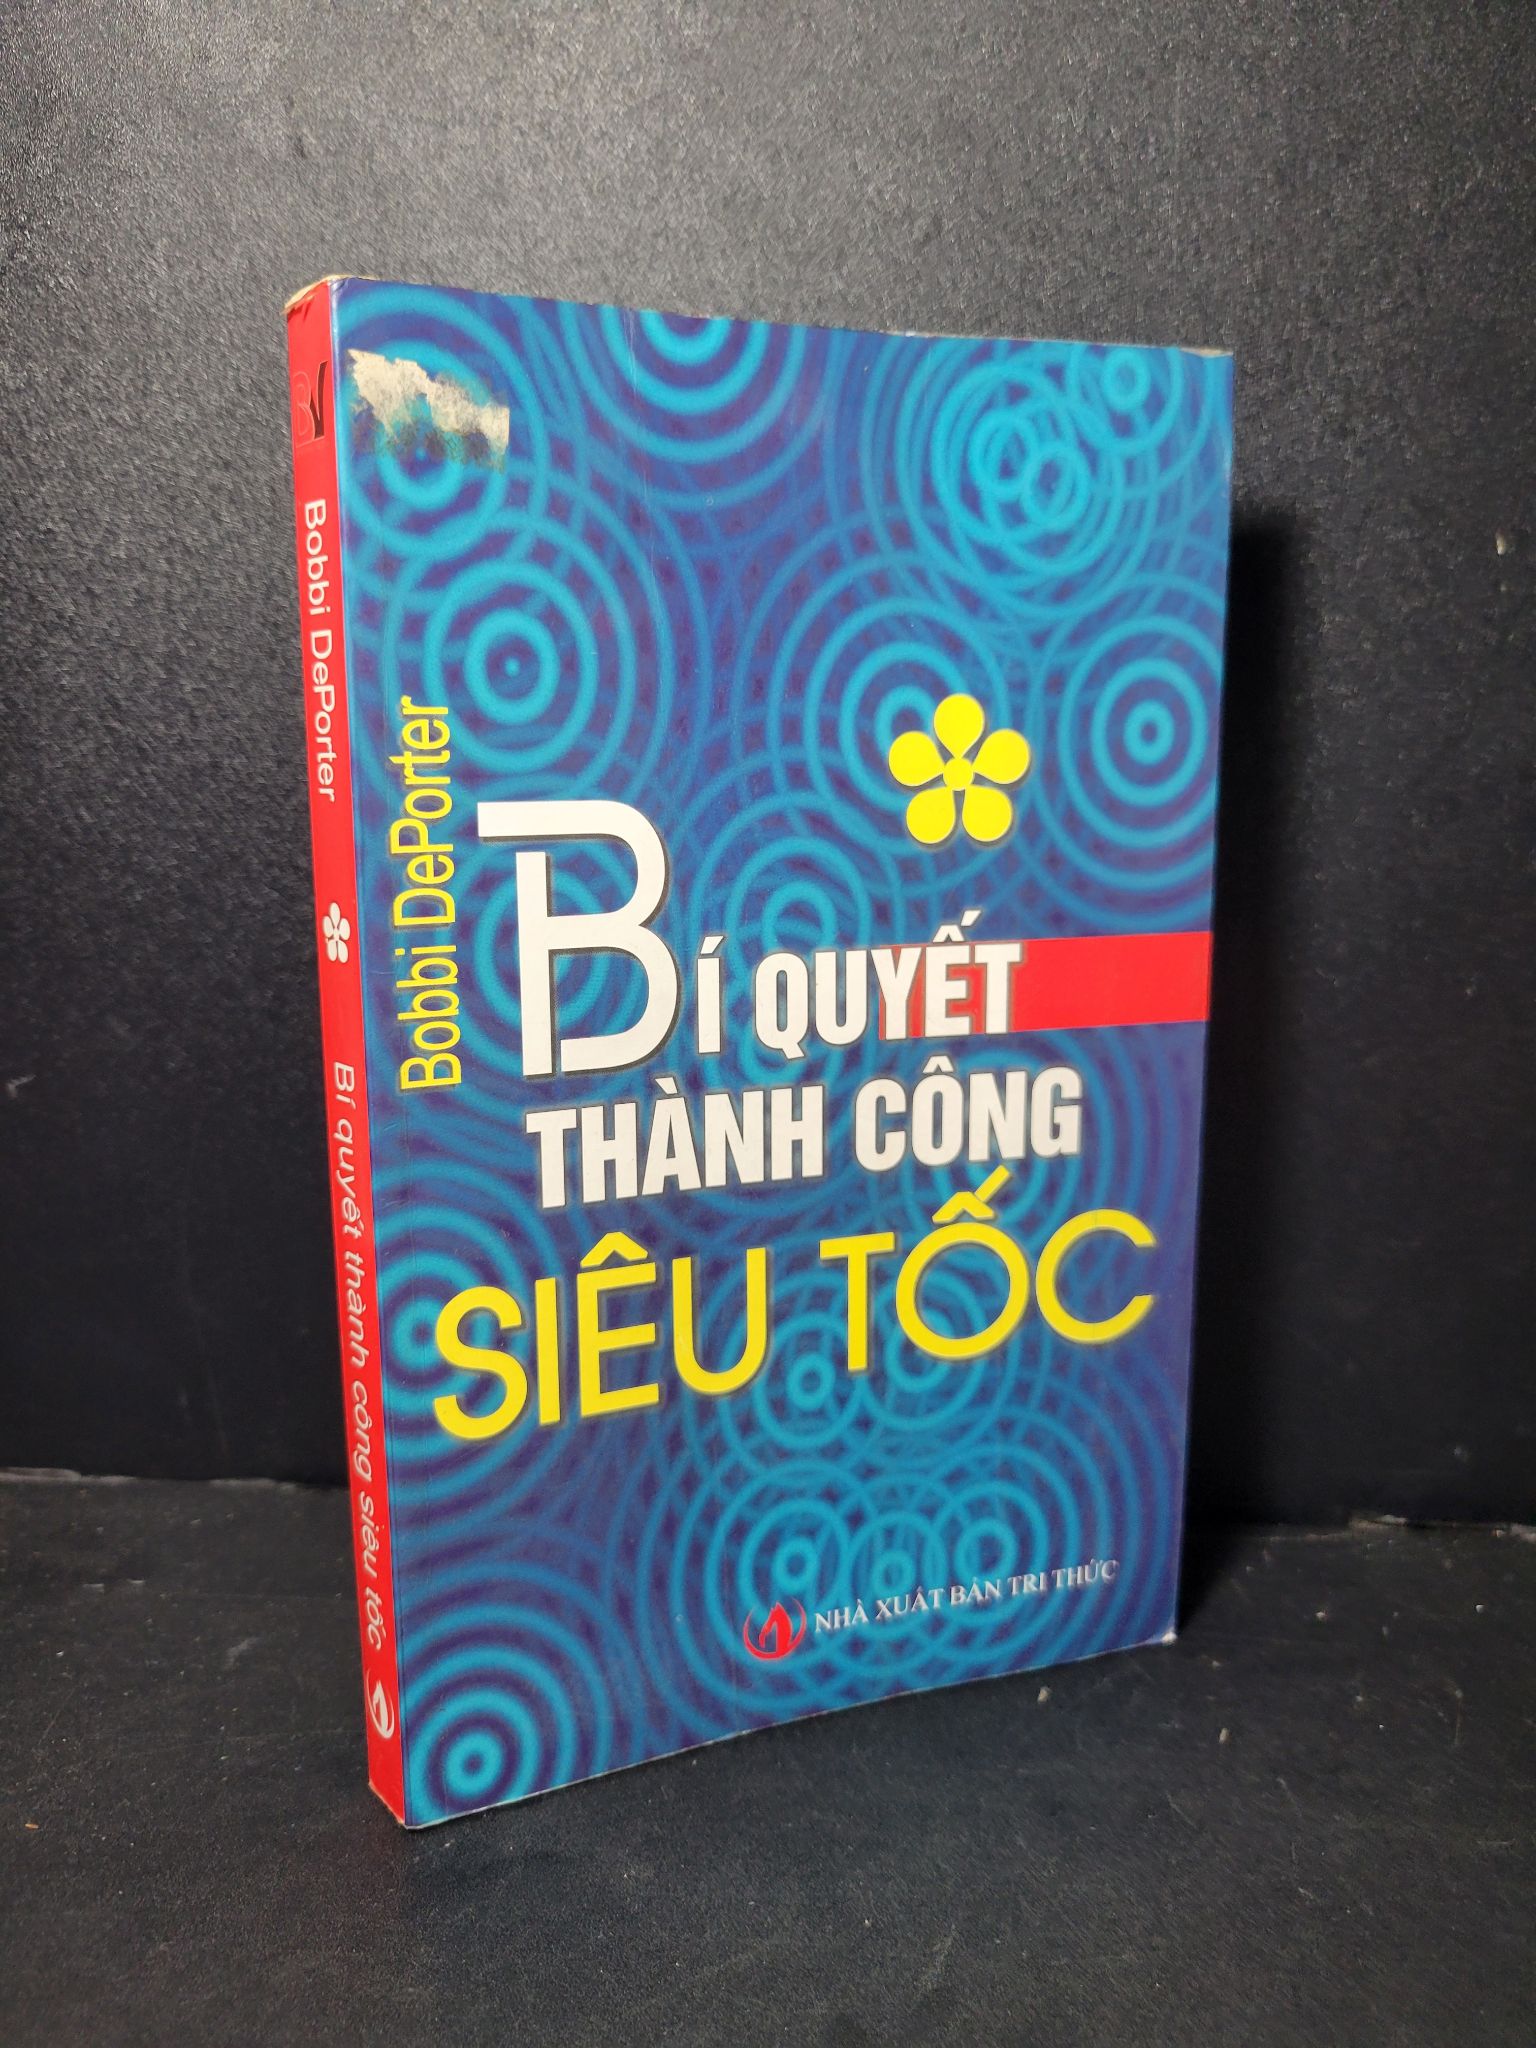 Bobbi DePorter
Bí quyết thành công siêu tốc
Bobbi DePorter
BÍ QUYẾT
THÀNH CÔNG
SIÊU TỐC
NHÀ XUẤT BẢN TRI THỨC